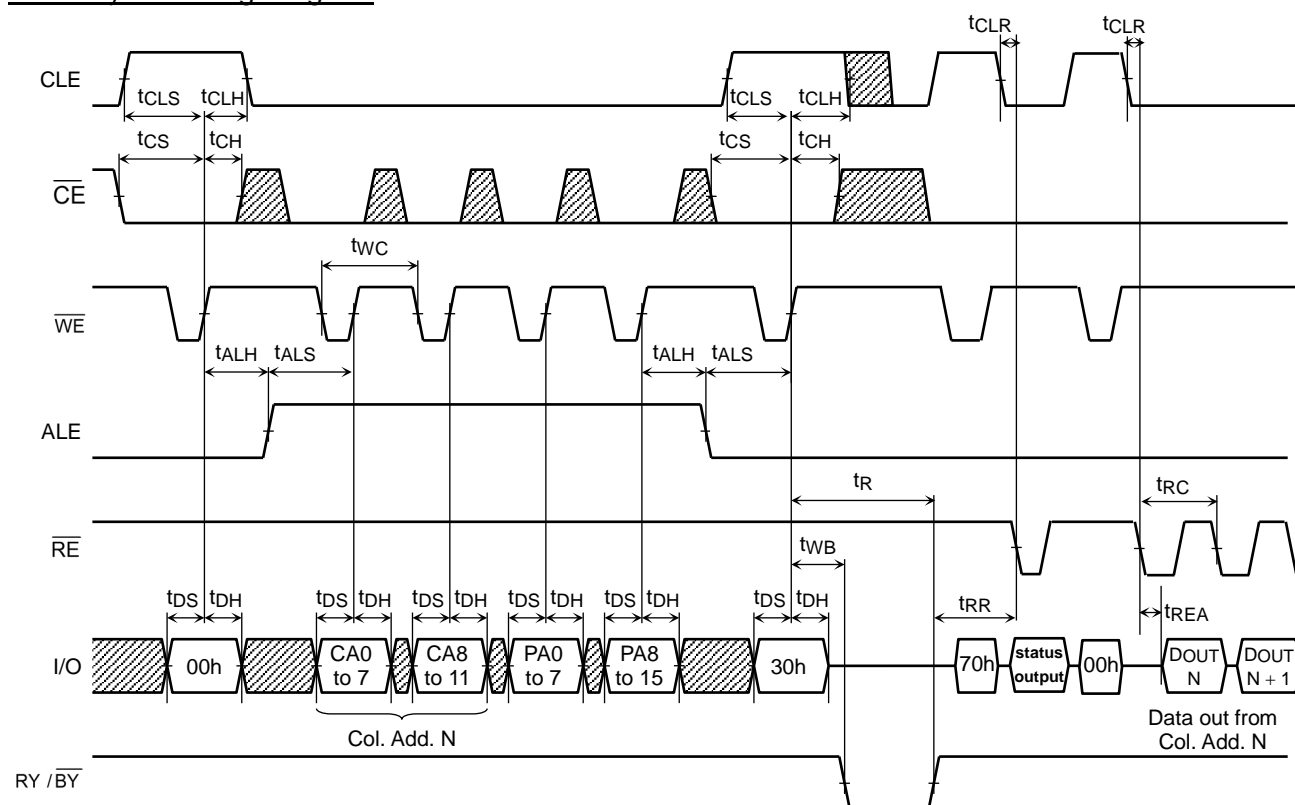 tCLR tCLR
CLE
tCLS tCLH tCLS tCLH
tCS tCH tCS tCH
CE
tWC
WE
tALH tALS tALH tALS
ALE
tR
tRC
RE
tWB
tDS tDH tDS tDH tDS tDH tDS tDH tDS tDH tDS tDH tRR tREA
I/O
00h
CA0
to 7
CA8
to 11
PA0
to 7
PA8
to 15
30h
70h
status
output
00h
DOUT
N
DOUT
N + 1
Col. Add. N
Data out from
Col. Add. N
RY / BY